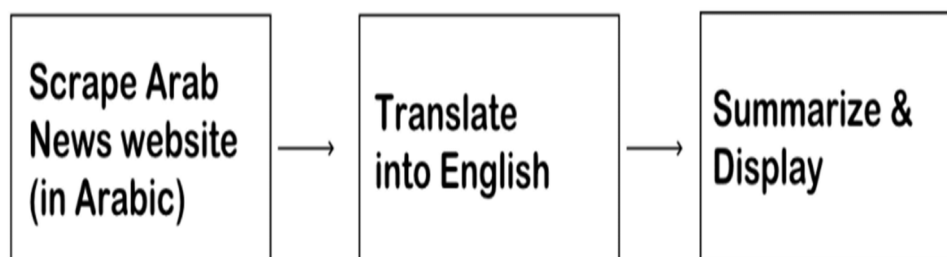 Scrape Arab
News website
(in Arabic)
Translate
into English
Summarize &
Display